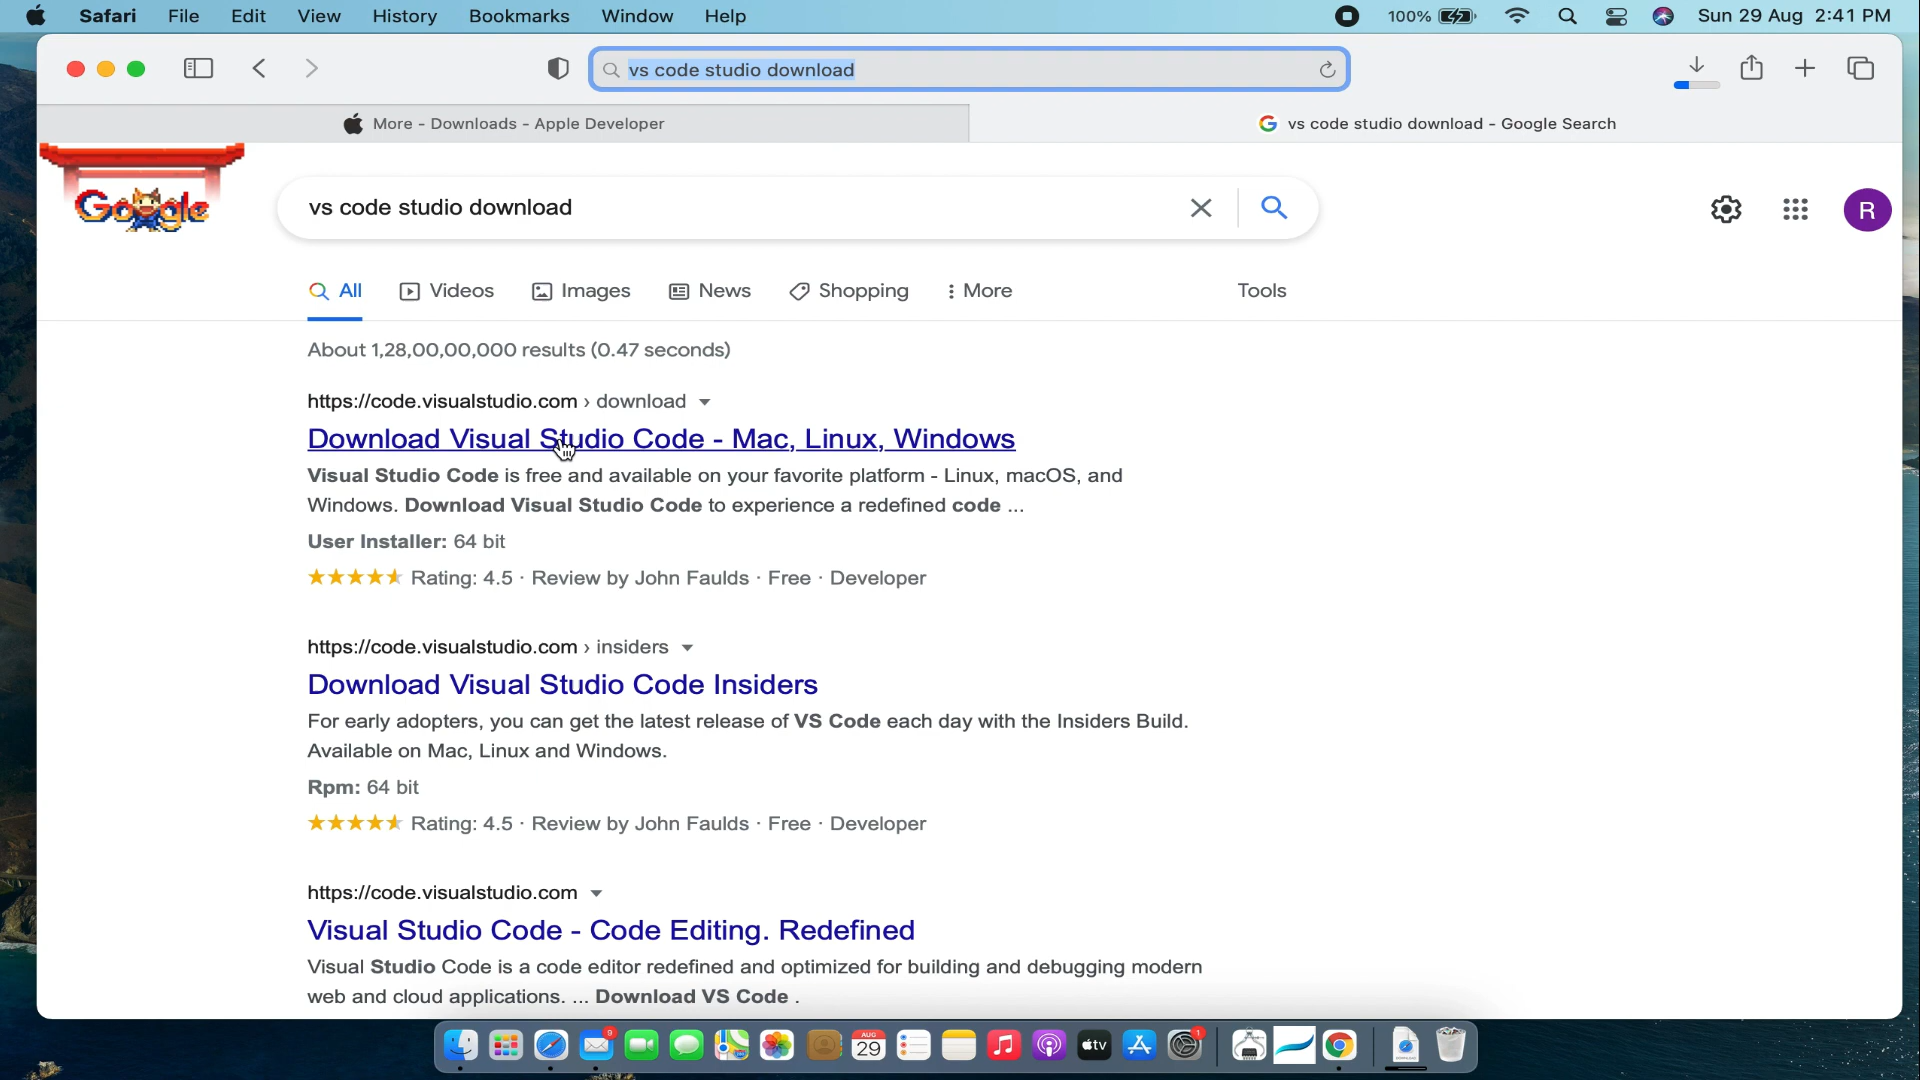 Safari File Edit View History Bookmarks Window Help 100% Sun 29 Aug 2:41 PM
vs code studio download
More - Downloads - Apple Developer
vs code studio download - Google Search
Google
vs code studio download
R
All Videos Images News Shopping More Tools
About 1,28,00,00,000 results (0.47 seconds)
https://code.visualstudio.com › download
Download Visual Studio Code - Mac, Linux, Windows
Visual Studio Code is free and available on your favorite platform - Linux, macOS, and
Windows. Download Visual Studio Code to experience a redefined code ...
User Installer: 64 bit
Rating: 4.5 · Review by John Faulds · Free · Developer
https://code.visualstudio.com › insiders
Download Visual Studio Code Insiders
For early adopters, you can get the latest release of VS Code each day with the Insiders Build.
Available on Mac, Linux and Windows.
Rpm: 64 bit
Rating: 4.5 · Review by John Faulds · Free · Developer
https://code.visualstudio.com
Visual Studio Code - Code Editing. Redefined
Visual Studio Code is a code editor redefined and optimized for building and debugging modern
web and cloud applications. ... Download VS Code .
9
AUG
29
tv
1